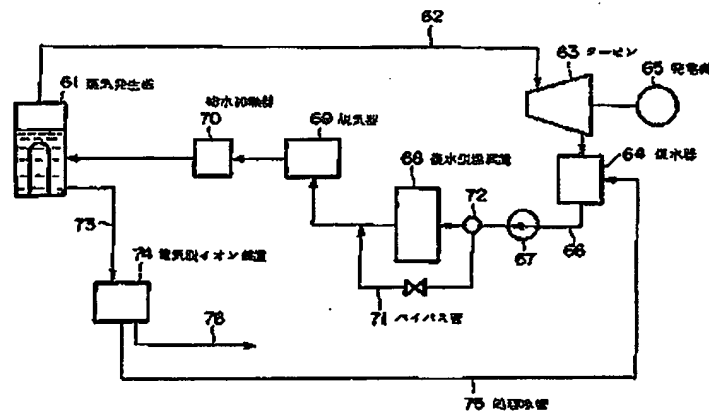 62
63 タービン
65 発電機
61 蒸気発生器
給水加熱器
70
69 脱気器
68 復水脱塩装置
72
64 復水器
67
66
73
74 電気脱イオン装置
71 バイパス管
76
75 処理水管